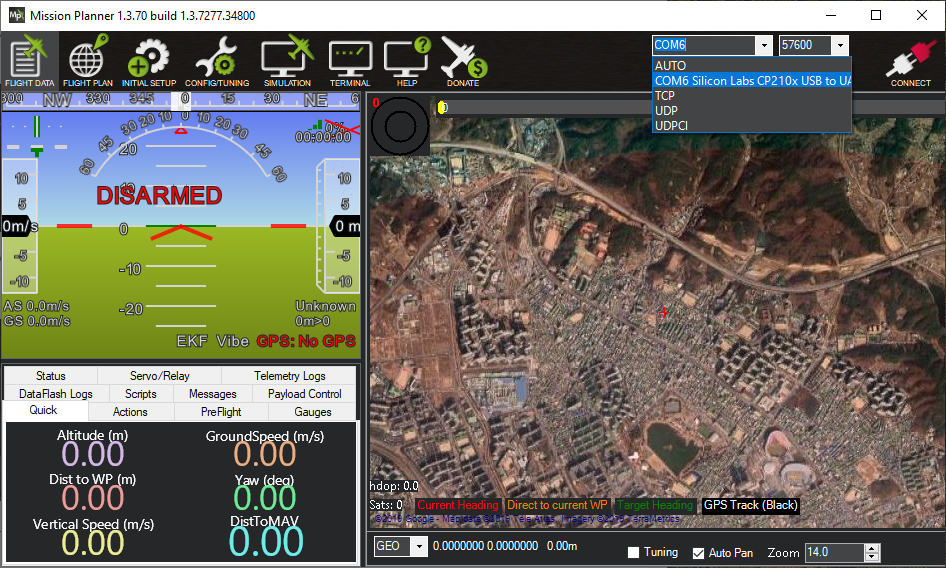 Mission Planner 1.3.70 build 1.3.7277.34800
FLIGHT DATA FLIGHT PLAN INITIAL SETUP CONFIG/TUNING SIMULATION TERMINAL HELP DONATE
COM6 57600
CONNECT
AUTO
COM6 Silicon Labs CP210x USB to UA
TCP
UDP
UDPCl
300 NW 330 345 0 15 30 NE 6
60 45 30 20 10 0 10 20 30 45 60
0%
00:00:00
20
10
DISARMED
10 5 0m/s -5 -10
0
-10
-20
10 5 0 m -5 -10
AS 0.0m/s
GS 0.0m/s
Unknown
0m>0
EKF Vibe GPS: No GPS
Status Servo/Relay Telemetry Logs
DataFlash Logs Scripts Messages Payload Control
Quick Actions PreFlight Gauges
Altitude (m) GroundSpeed (m/s)
0.00 0.00
Dist to WP (m) Yaw (deg)
0.00 0.00
Vertical Speed (m/s) DistToMAV
0.00 0.00
0
0
hdop: 0.0
Sats: 0 Current Heading Direct to current WP Target Heading GPS Track (Black)
GEO 0.0000000 0.0000000 0.00m
Tuning Auto Pan Zoom 14.0